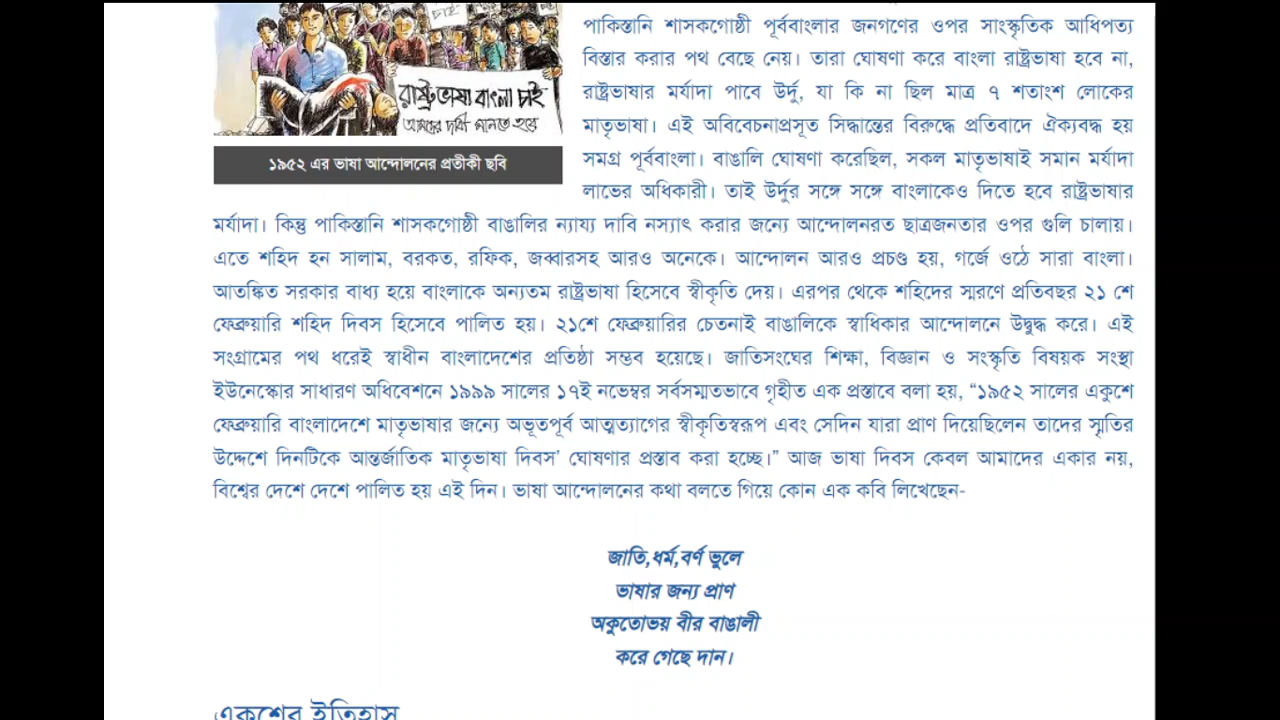 রাষ্ট্রভাষা বাংলা চাই
আমাদের দাবি মানতে হবে
১৯৫২ এর ভাষা আন্দোলনের প্রতীকী ছবি
পাকিস্তানি শাসকগোষ্ঠী পূর্ববাংলার জনগণের ওপর সাংস্কৃতিক আধিপত্য
বিস্তার করার পথ বেছে নেয়। তারা ঘোষণা করে বাংলা রাষ্ট্রভাষা হবে না,
রাষ্ট্রভাষার মর্যাদা পাবে উর্দু, যা কি না ছিল মাত্র ৭ শতাংশ লোকের
মাতৃভাষা। এই অবিবেচনাপ্রসূত সিদ্ধান্তের বিরুদ্ধে প্রতিবাদে ঐক্যবদ্ধ হয়
সমগ্র পূর্ববাংলা। বাঙালি ঘোষণা করেছিল, সকল মাতৃভাষাই সমান মর্যাদা
লাভের অধিকারী। তাই উর্দুর সঙ্গে সঙ্গে বাংলাকেও দিতে হবে রাষ্ট্রভাষার
মর্যাদা। কিন্তু পাকিস্তানি শাসকগোষ্ঠী বাঙালির ন্যায্য দাবি নস্যাৎ করার জন্যে আন্দোলনরত ছাত্রজনতার ওপর গুলি চালায়।
এতে শহিদ হন সালাম, বরকত, রফিক, জব্বারসহ আরও অনেকে। আন্দোলন আরও প্রচণ্ড হয়, গর্জে ওঠে সারা বাংলা।
আতঙ্কিত সরকার বাধ্য হয়ে বাংলাকে অন্যতম রাষ্ট্রভাষা হিসেবে স্বীকৃতি দেয়। এরপর থেকে শহিদের স্মরণে প্রতিবছর ২১ শে
ফেব্রুয়ারি শহিদ দিবস হিসেবে পালিত হয়। ২১শে ফেব্রুয়ারির চেতনাই বাঙালিকে স্বাধিকার আন্দোলনে উদ্বুদ্ধ করে। এই
সংগ্রামের পথ ধরেই স্বাধীন বাংলাদেশের প্রতিষ্ঠা সম্ভব হয়েছে। জাতিসংঘের শিক্ষা, বিজ্ঞান ও সংস্কৃতি বিষয়ক সংস্থা
ইউনেস্কোর সাধারণ অধিবেশনে ১৯৯৯ সালের ১৭ই নভেম্বর সর্বসম্মতভাবে গৃহীত এক প্রস্তাবে বলা হয়, “১৯৫২ সালের একুশে
ফেব্রুয়ারি বাংলাদেশে মাতৃভাষার জন্যে অভূতপূর্ব আত্মত্যাগের স্বীকৃতিস্বরূপ এবং সেদিন যারা প্রাণ দিয়েছিলেন তাদের স্মৃতির
উদ্দেশে দিনটিকে আন্তর্জাতিক মাতৃভাষা দিবস’ ঘোষণার প্রস্তাব করা হচ্ছে।” আজ ভাষা দিবস কেবল আমাদের একার নয়,
বিশ্বের দেশে দেশে পালিত হয় এই দিন। ভাষা আন্দোলনের কথা বলতে গিয়ে কোন এক কবি লিখেছেন-
জাতি,ধর্ম,বর্ণ ভুলে
ভাষার জন্য প্রাণ
অকুতোভয় বীর বাঙালী
করে গেছে দান।
একুশের ইতিহাস